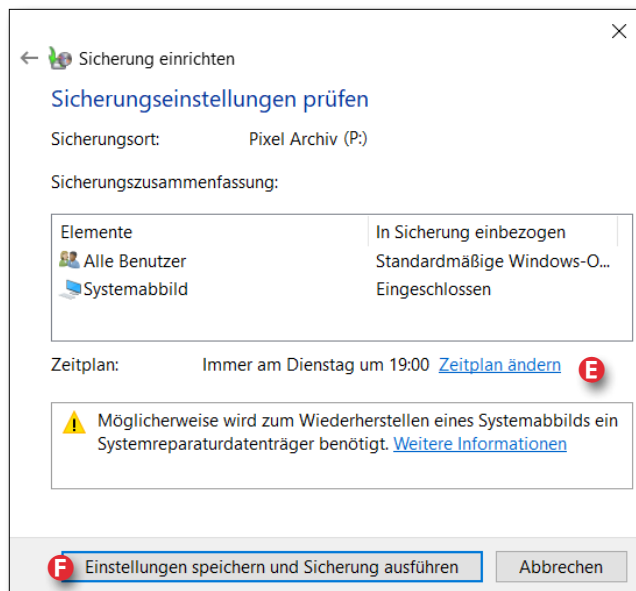 Sicherung einrichten
Sicherungseinstellungen prüfen
Sicherungsort: Pixel Archiv (P:)
Sicherungszusammenfassung:
Elemente In Sicherung einbezogen
Alle Benutzer Standardmäßige Windows-O...
Systemabbild Eingeschlossen
Zeitplan: Immer am Dienstag um 19:00 Zeitplan ändern E
Möglicherweise wird zum Wiederherstellen eines Systemabbilds ein
Systemreparaturdatenträger benötigt. Weitere Informationen
F Einstellungen speichern und Sicherung ausführen Abbrechen